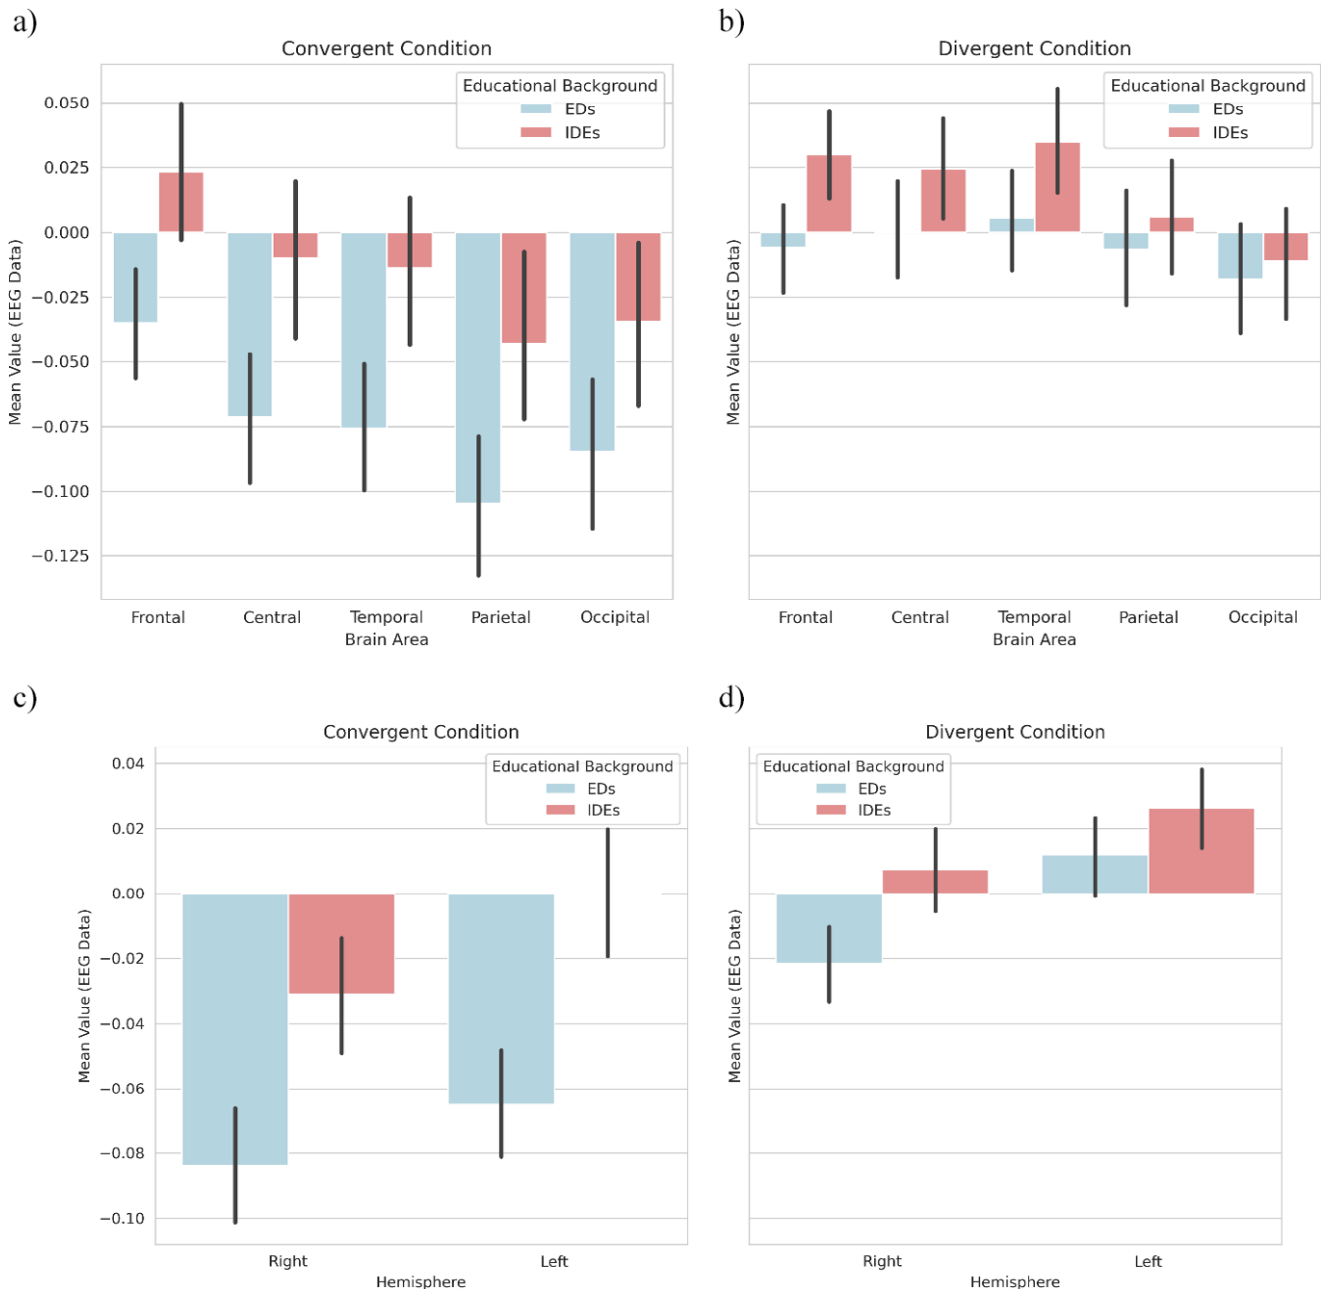 a)
Convergent Condition
Educational Background
EDs
IDEs
0.050
0.025
0.000
−0.025
−0.050
−0.075
−0.100
−0.125
Mean Value (EEG Data)
Frontal Central Temporal Parietal Occipital
Brain Area
b)
Divergent Condition
Educational Background
EDs
IDEs
Mean Value (EEG Data)
Frontal Central Temporal Parietal Occipital
Brain Area
c)
Convergent Condition
Educational Background
EDs
IDEs
0.04
0.02
0.00
−0.02
−0.04
−0.06
−0.08
−0.10
Mean Value (EEG Data)
Right Left
Hemisphere
d)
Divergent Condition
Educational Background
EDs
IDEs
Mean Value (EEG Data)
Right Left
Hemisphere